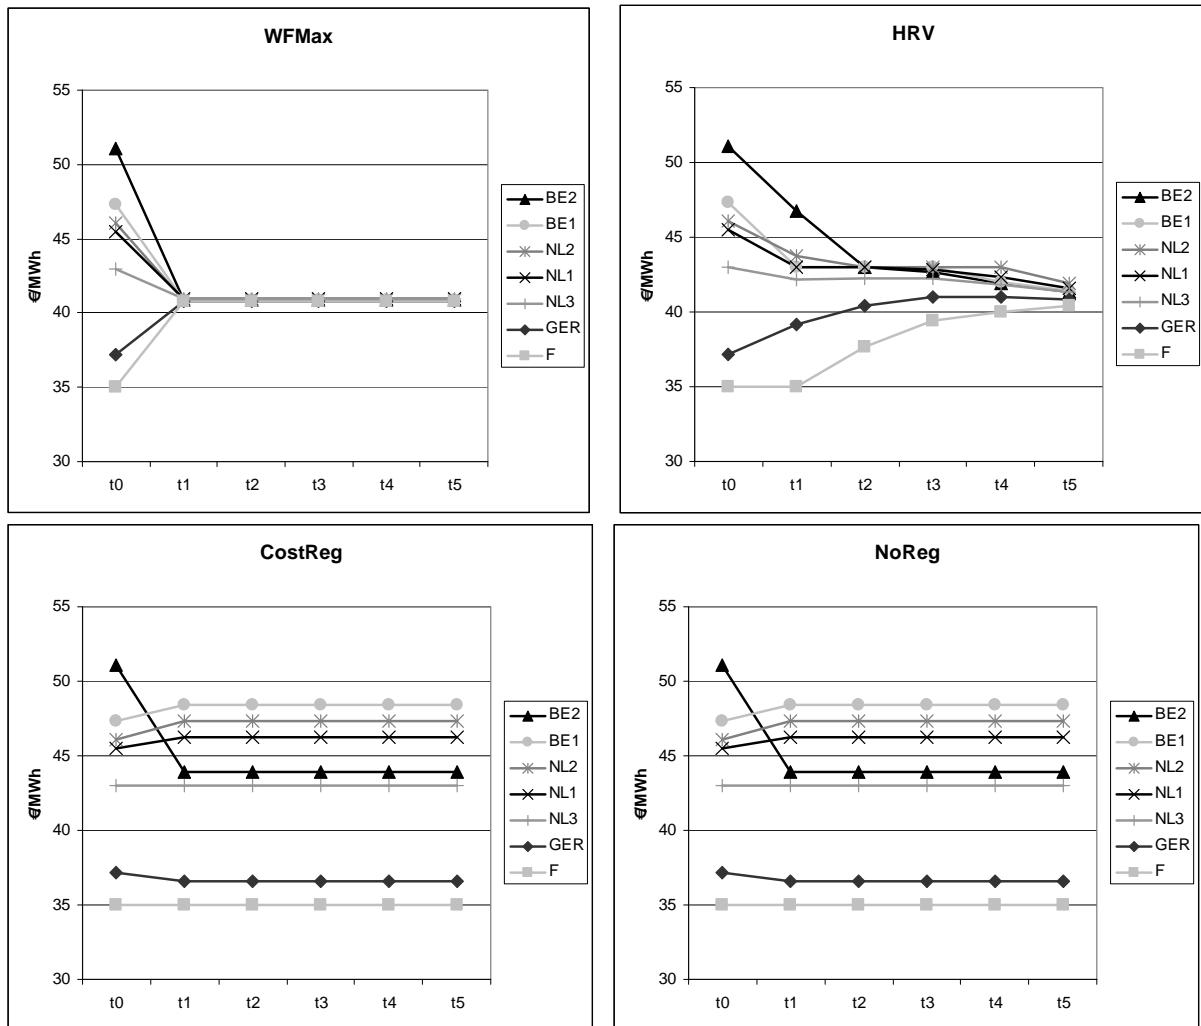 WFMax
55
50
45
40
35
30
€/MWh
t0 t1 t2 t3 t4 t5
BE2
BE1
NL2
NL1
NL3
GER
F
HRV
55
50
45
40
35
30
€/MWh
t0 t1 t2 t3 t4 t5
BE2
BE1
NL2
NL1
NL3
GER
F
CostReg
55
50
45
40
35
30
€/MWh
t0 t1 t2 t3 t4 t5
BE2
BE1
NL2
NL1
NL3
GER
F
NoReg
55
50
45
40
35
30
€/MWh
t0 t1 t2 t3 t4 t5
BE2
BE1
NL2
NL1
NL3
GER
F